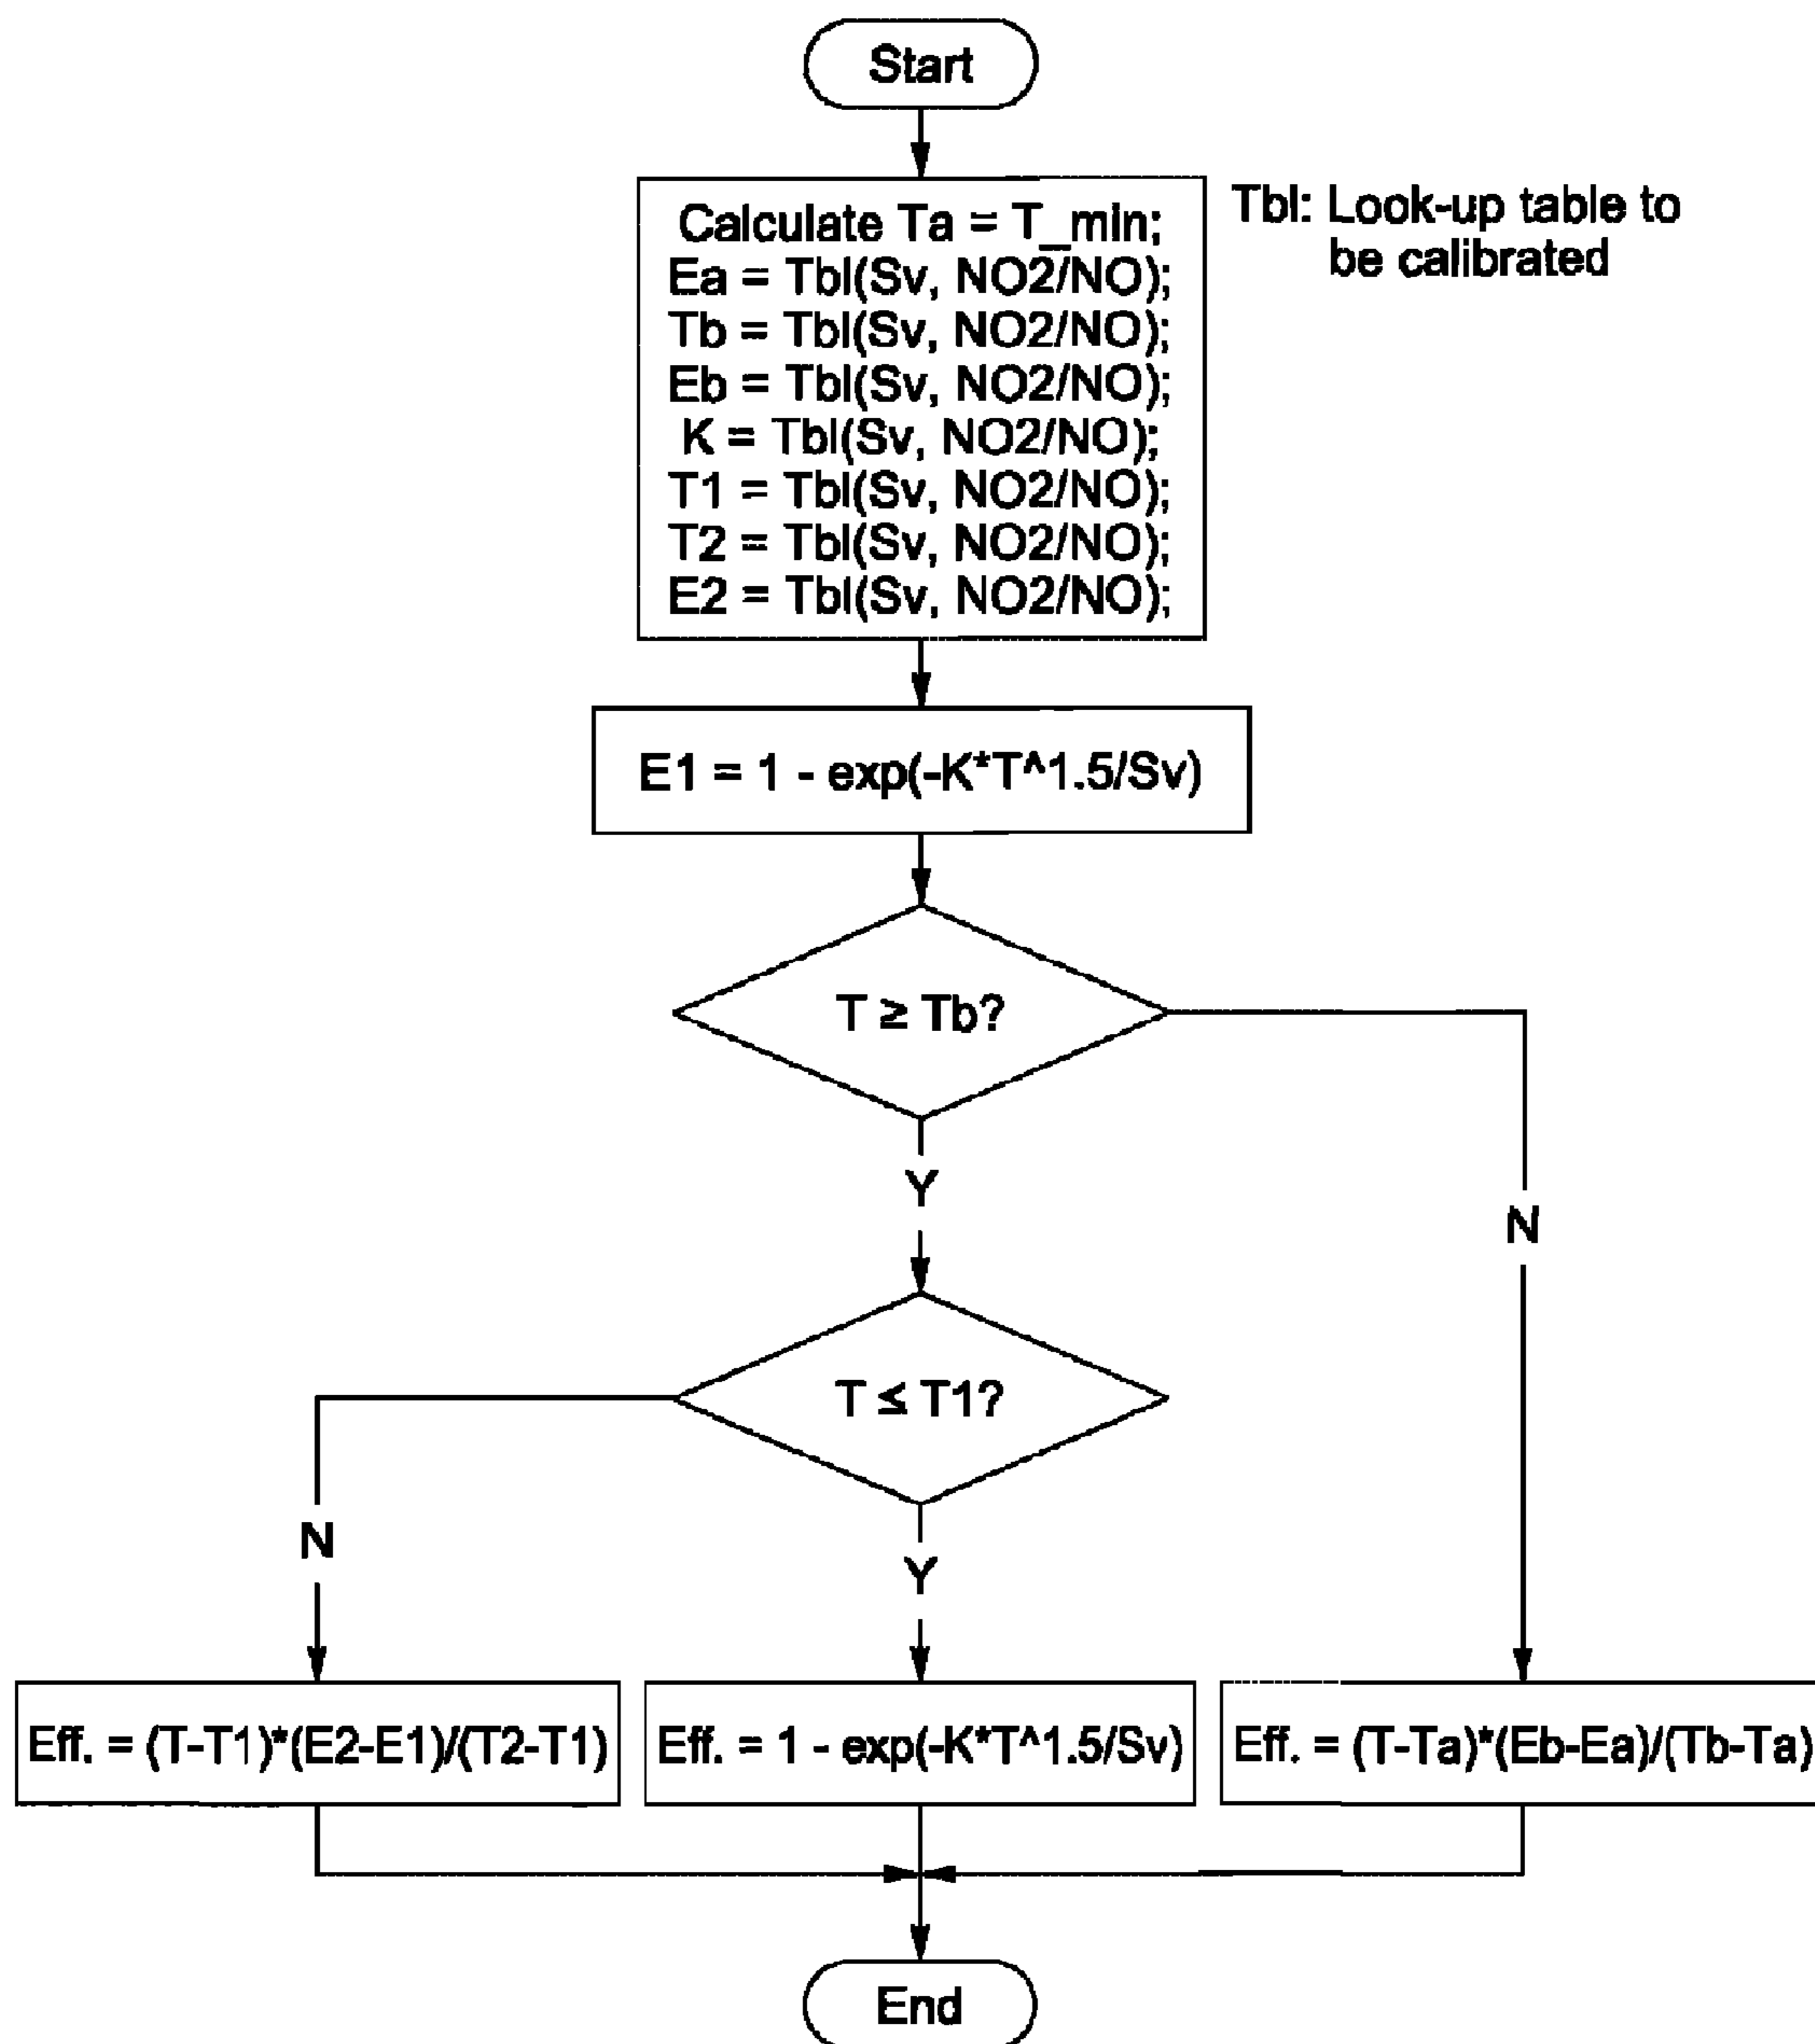 Start
Calculate Ta = T_min;
Ea = Tbl(Sv, NO2/NO);
Tb = Tbl(Sv, NO2/NO);
Eb = Tbl(Sv, NO2/NO);
K = Tbl(Sv, NO2/NO);
T1 = Tbl(Sv, NO2/NO);
T2 = Tbl(Sv, NO2/NO);
E2 = Tbl(Sv, NO2/NO);
Tbl: Look-up table to
be calibrated
E1 = 1 - exp(-K*T^1.5/Sv)
T ≥ Tb?
Y
N
T ≤ T1?
N
Y
Eff. = (T-T1)*(E2-E1)/(T2-T1)
Eff. = 1 - exp(-K*T^1.5/Sv)
Eff. = (T-Ta)*(Eb-Ea)/(Tb-Ta)
End